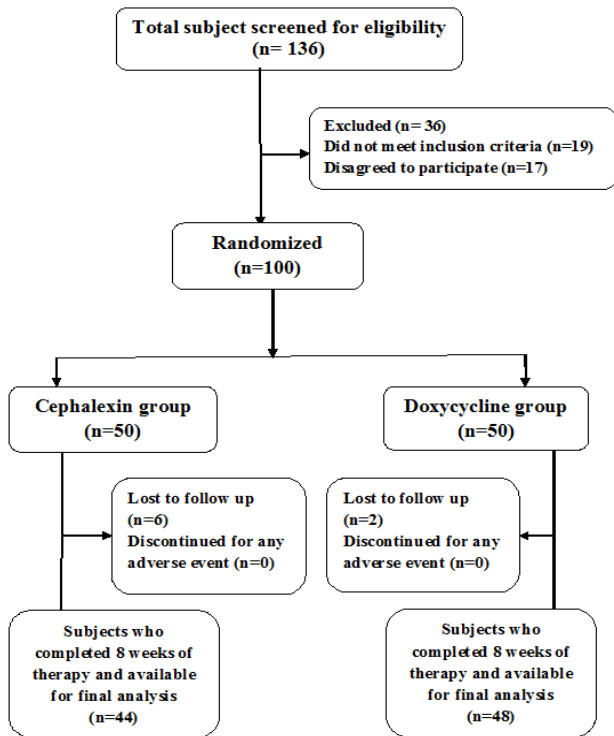 Total subject screened for eligibility
(n= 136)
Excluded (n= 36)
Did not meet inclusion criteria (n=19)
Disagreed to participate (n=17)
Randomized
(n=100)
Cephalexin group
(n=50)
Doxycycline group
(n=50)
Lost to follow up
(n=6)
Discontinued for any
adverse event (n=0)
Lost to follow up
(n=2)
Discontinued for any
adverse event (n=0)
Subjects who
completed 8 weeks of
therapy and available
for final analysis
(n=44)
Subjects who
completed 8 weeks of
therapy and available
for final analysis
(n=48)